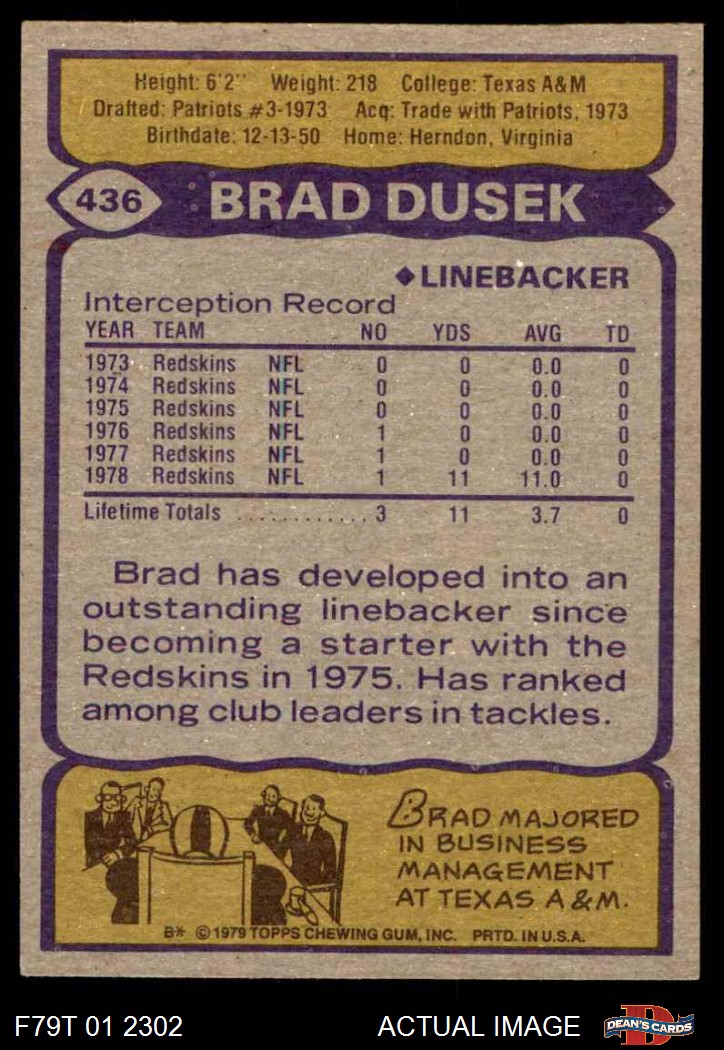 Height: 6'2" Weight: 218 College: Texas A&M
Drafted: Patriots #3-1973 Acq: Trade with Patriots, 1973
Birthdate: 12-13-50 Home: Herndon, Virginia
436 BRAD DUSEK
◆LINEBACKER
Interception Record
YEAR TEAM NO YDS AVG TD
1973 Redskins NFL 0 0 0.0 0
1974 Redskins NFL 0 0 0.0 0
1975 Redskins NFL 0 0 0.0 0
1976 Redskins NFL 1 0 0.0 0
1977 Redskins NFL 1 0 0.0 0
1978 Redskins NFL 1 11 11.0 0
Lifetime Totals ............ 3 11 3.7 0
Brad has developed into an
outstanding linebacker since
becoming a starter with the
Redskins in 1975. Has ranked
among club leaders in tackles.
BRAD MAJORED
IN BUSINESS
MANAGEMENT
AT TEXAS A&M.
B* ©1979 TOPPS CHEWING GUM, INC. PRTD. IN U.S.A.
F79T 01 2302 ACTUAL IMAGE D DEAN'S CARDS